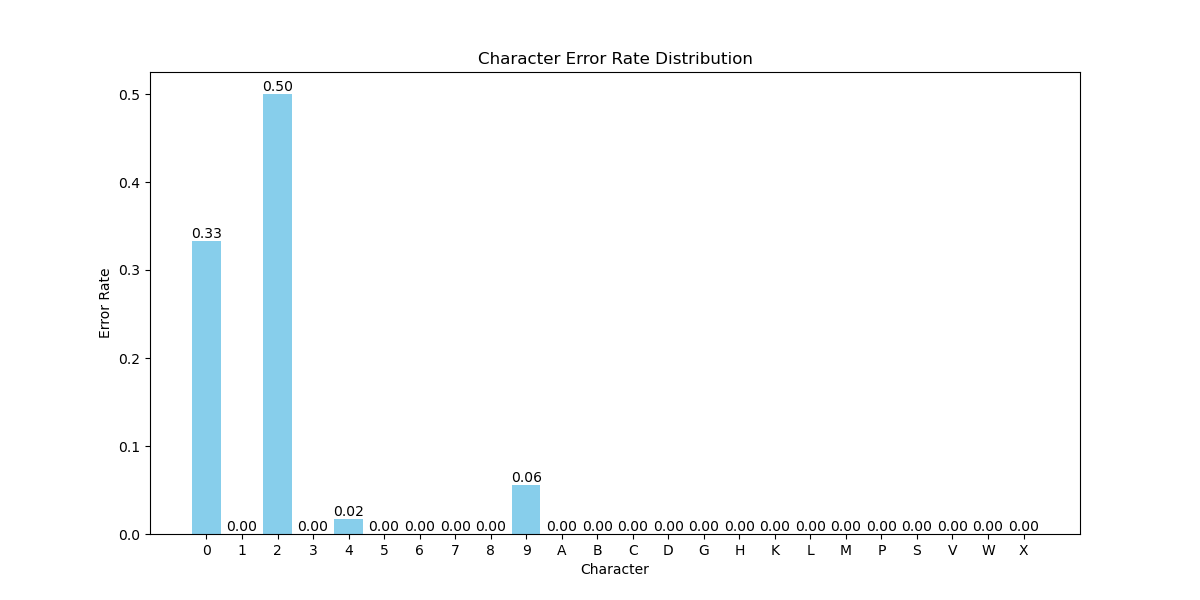 Character Error Rate Distribution
0.5
0.4
0.3
0.2
0.1
0.0
Error Rate
0.33 0.00 0.50 0.00 0.02 0.00 0.00 0.00 0.00 0.06 0.00 0.00 0.00 0.00 0.00 0.00 0.00 0.00 0.00 0.00 0.00 0.00 0.00 0.00
0 1 2 3 4 5 6 7 8 9 A B C D G H K L M P S V W X
Character